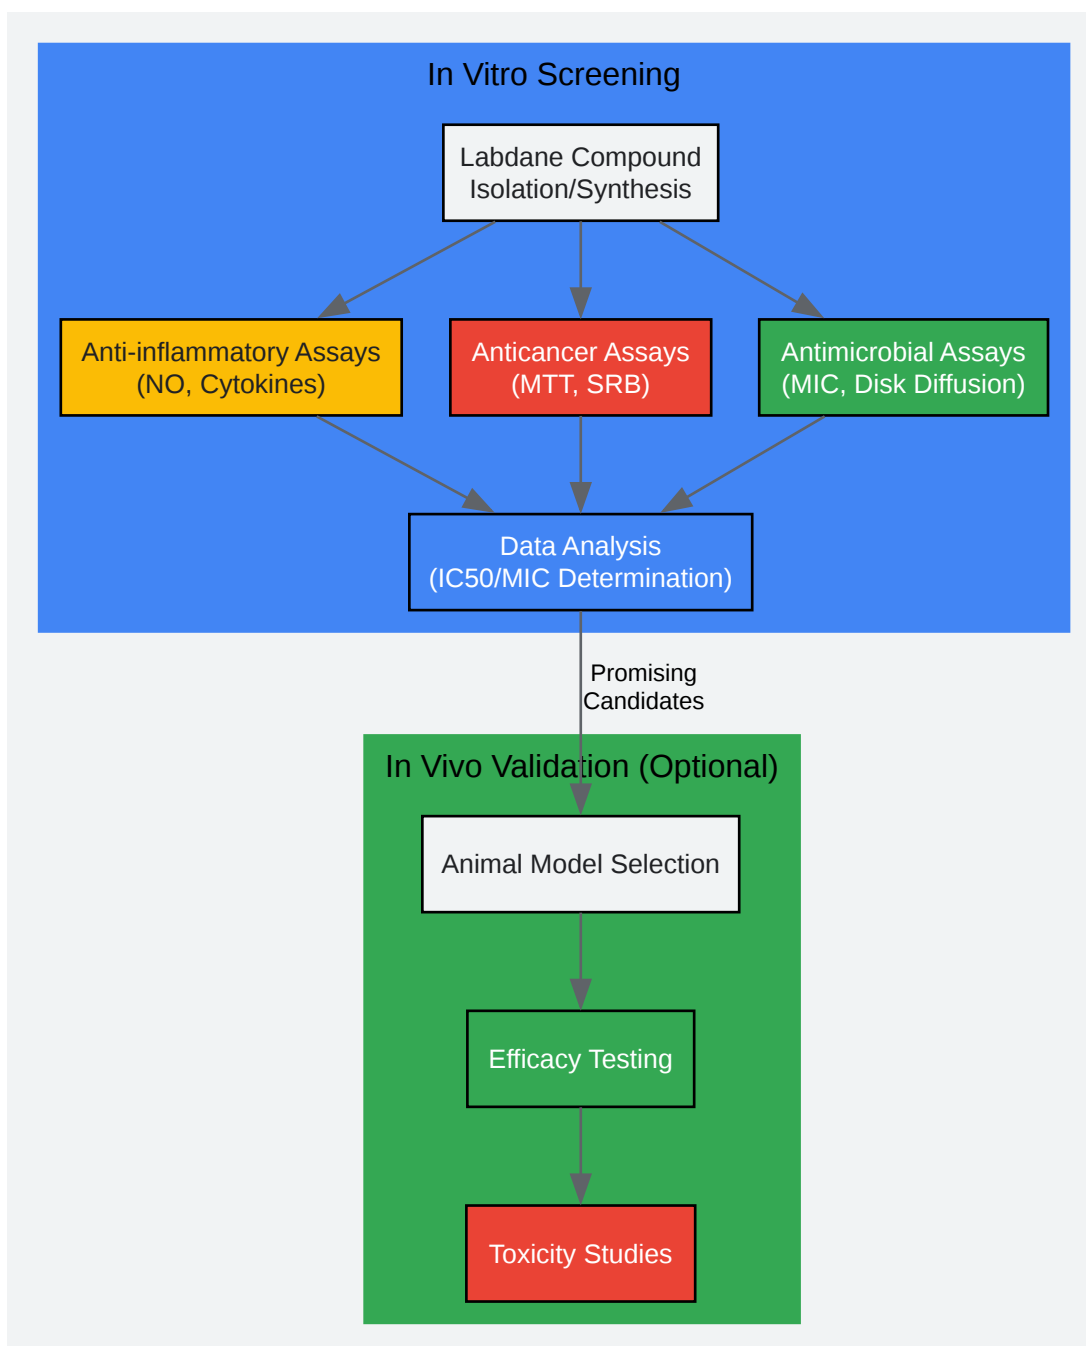 In Vitro Screening
Labdane Compound
Isolation/Synthesis
Anti-inflammatory Assays
(NO, Cytokines)
Anticancer Assays
(MTT, SRB)
Antimicrobial Assays
(MIC, Disk Diffusion)
Data Analysis
(IC50/MIC Determination)
Promising
Candidates
In Vivo Validation (Optional)
Animal Model Selection
Efficacy Testing
Toxicity Studies